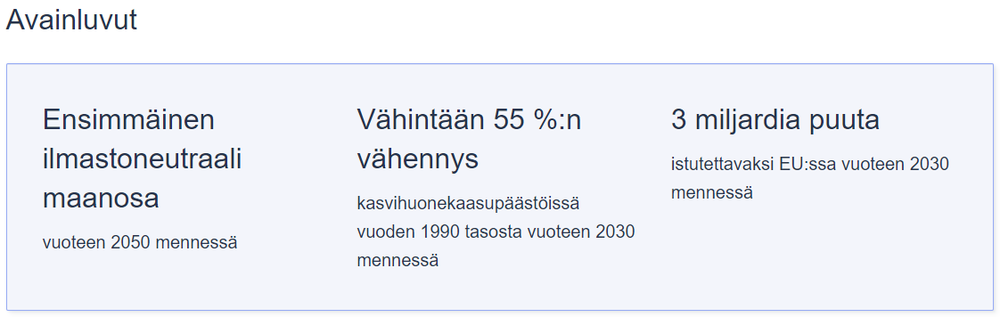 Avainluvut
Ensimmäinen
ilmastoneutraali
maanosa
vuoteen 2050 mennessä
Vähintään 55 %:n
vähennys
kasvihuonekaasupäästöissä
vuoden 1990 tasosta vuoteen 2030
mennessä
3 miljardia puuta
istutettavaksi EU:ssa vuoteen 2030
mennessä